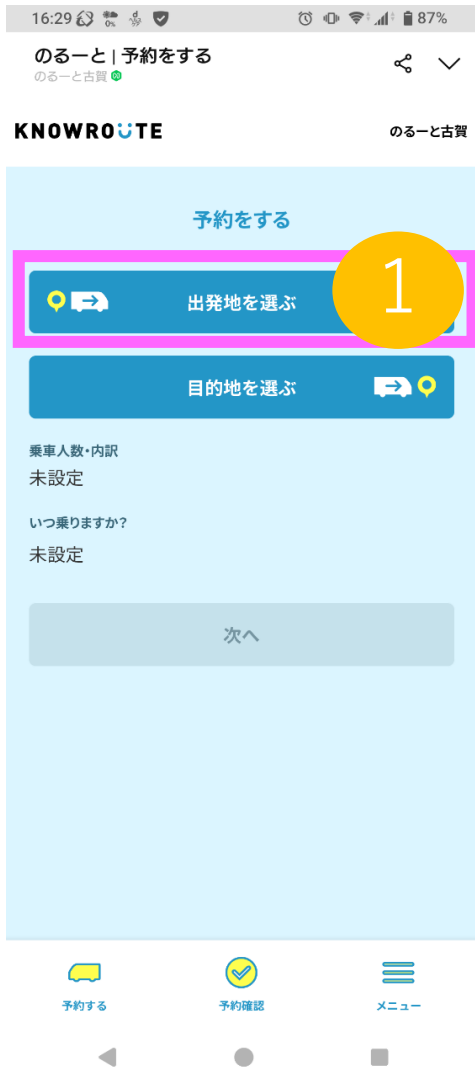 16:29
0%
87%
のるーと | 予約をする
のるーと古賀
KNOWROUTE
のるーと古賀
予約をする
出発地を選ぶ
1
目的地を選ぶ
乗車人数・内訳
未設定
いつ乗りますか?
未設定
次へ
予約する
予約確認
メニュー